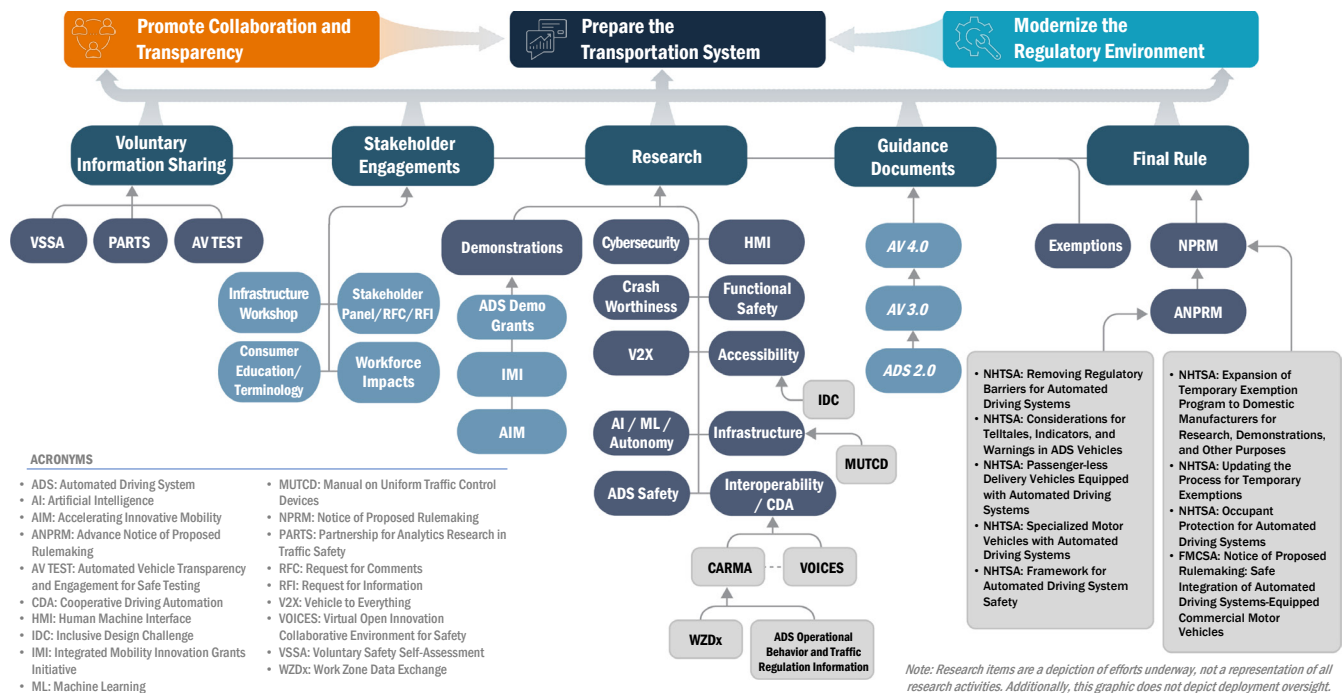 Promote Collaboration and
Transparency
Prepare the
Transportation System
Modernize the
Regulatory Environment
Voluntary
Information Sharing
Stakeholder
Engagements
Research
Guidance
Documents
Final Rule
VSSA
PARTS
AV TEST
Infrastructure
Workshop
Stakeholder
Panel/RFC/RFI
Consumer
Education/
Terminology
Workforce
Impacts
Demonstrations
ADS Demo
Grants
IMI
AIM
Cybersecurity
HMI
Crash
Worthiness
Functional
Safety
V2X
Accessibility
IDC
AI / ML /
Autonomy
Infrastructure
MUTCD
ADS Safety
Interoperability
/ CDA
CARMA
VOICES
WZDx
ADS Operational
Behavior and Traffic
Regulation Information
AV 4.0
AV 3.0
ADS 2.0
Exemptions
NPRM
ANPRM
• NHTSA: Removing Regulatory
Barriers for Automated
Driving Systems
• NHTSA: Considerations for
Telltales, Indicators, and
Warnings in ADS Vehicles
• NHTSA: Passenger-less
Delivery Vehicles Equipped
with Automated Driving
Systems
• NHTSA: Specialized Motor
Vehicles with Automated
Driving Systems
• NHTSA: Framework for
Automated Driving System
Safety
• NHTSA: Expansion of
Temporary Exemption
Program to Domestic
Manufacturers for
Research, Demonstrations,
and Other Purposes
• NHTSA: Updating the
Process for Temporary
Exemptions
• NHTSA: Occupant
Protection for Automated
Driving Systems
• FMCSA: Notice of Proposed
Rulemaking: Safe
Integration of Automated
Driving Systems-Equipped
Commercial Motor
Vehicles
ACRONYMS
• ADS: Automated Driving System
• AI: Artificial Intelligence
• AIM: Accelerating Innovative Mobility
• ANPRM: Advance Notice of Proposed
Rulemaking
• AV TEST: Automated Vehicle Transparency
and Engagement for Safe Testing
• CDA: Cooperative Driving Automation
• HMI: Human Machine Interface
• IDC: Inclusive Design Challenge
• IMI: Integrated Mobility Innovation Grants
Initiative
• ML: Machine Learning
• MUTCD: Manual on Uniform Traffic Control
Devices
• NPRM: Notice of Proposed Rulemaking
• PARTS: Partnership for Analytics Research in
Traffic Safety
• RFC: Request for Comments
• RFI: Request for Information
• V2X: Vehicle to Everything
• VOICES: Virtual Open Innovation
Collaborative Environment for Safety
• VSSA: Voluntary Safety Self-Assessment
• WZDx: Work Zone Data Exchange
Note: Research items are a depiction of efforts underway, not a representation of all
research activities. Additionally, this graphic does not depict deployment oversight.